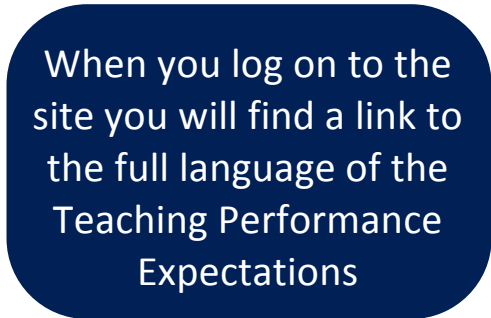 When you log on to the
site you will find a link to
the full language of the
Teaching Performance
Expectations